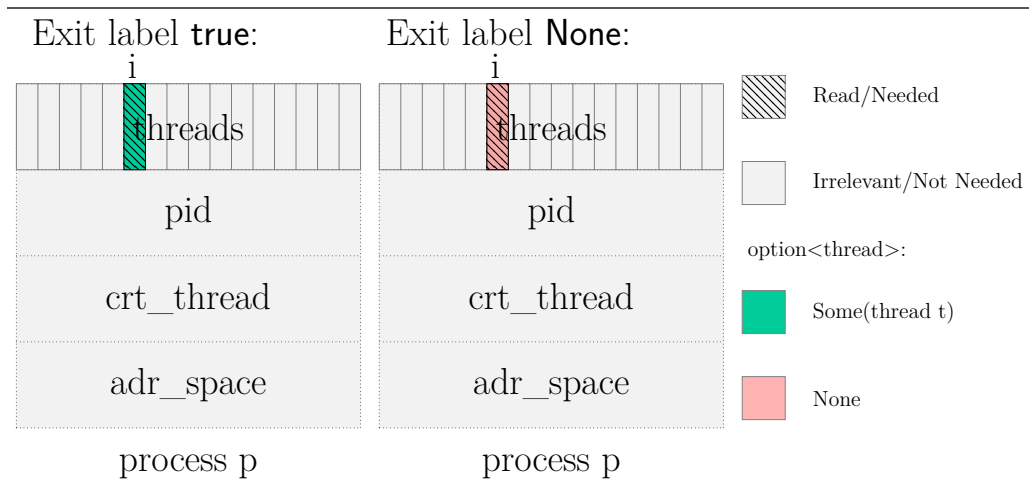 Exit label true:
i
threads
pid
crt_thread
adr_space
process p
Exit label None:
i
threads
pid
crt_thread
adr_space
process p
Read/Needed
Irrelevant/Not Needed
option<thread>:
Some(thread t)
None